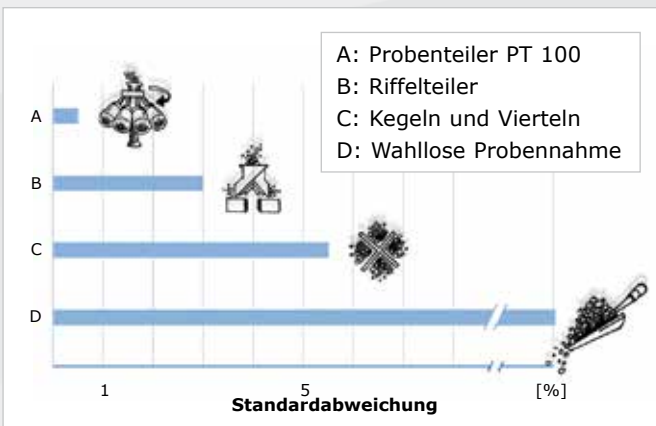 A: Probenteiler PT 100
B: Riffelteiler
C: Kegeln und Vierteln
D: Wahllose Probennahme
A
B
C
D
1 5 [%]
Standardabweichung